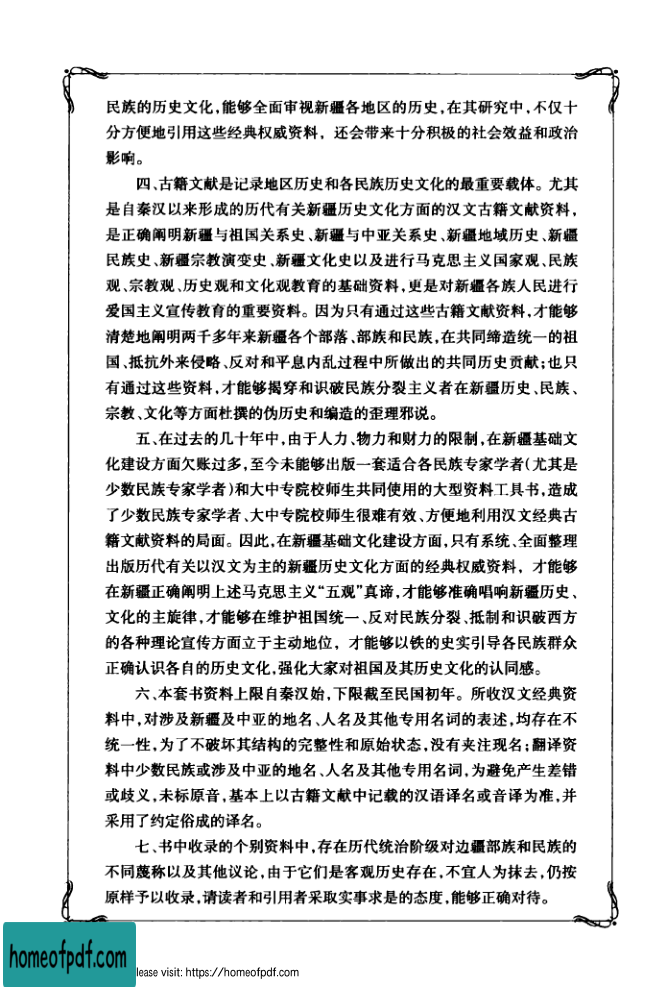 民族的历史文化,能够全面审视新疆各地区的历史,在其研究中,不仅十
分方便地引用这些经典权威资料，还会带来十分积极的社会效益和政治
影响。
四、古籍文献是记录地区历史和各民族历史文化的最重要载体。尤其
是自秦汉以来形成的历代有关新疆历史文化方面的汉文古籍文献资料，
是正确阐明新疆与祖国关系史、新疆与中亚关系史、新疆地域历史、新疆
民族史、新疆宗教演变史、新疆文化史以及进行马克思主义国家观、民族
观、宗教观、历史观和文化观教育的基础资料,更是对新疆各族人民进行
爱国主义宣传教育的重要资料。因为只有通过这些古籍文献资料,才能够
清楚地阐明两千多年来新疆各个部落、部族和民族,在共同缔造统一的祖
国、抵抗外来侵略、反对和平息内乱过程中所做出的共同历史贡献;也只
有通过这些资料,才能够揭穿和识破民族分裂主义者在新疆历史、民族、
宗教、文化等方面杜撰的伪历史和编造的歪理邪说。
五、在过去的几十年中,由于人力、物力和财力的限制,在新疆基础文
化建设方面欠账过多,至今未能够出版一套适合各民族专家学者(尤其是
少数民族专家学者)和大中专院校师生共同使用的大型资料工具书,造成
了少数民族专家学者、大中专院校师生很难有效、方便地利用汉文经典古
籍文献资料的局面。因此,在新疆基础文化建设方面,只有系统、全面整理
出版历代有关以汉文为主的新疆历史文化方面的经典权威资料，才能够
在新疆正确阐明上述马克思主义“五观”真谛,才能够准确唱响新疆历史、
文化的主旋律,才能够在维护祖国统一、反对民族分裂、抵制和识破西方
的各种理论宣传方面立于主动地位，才能够以铁的史实引导各民族群众
正确认识各自的历史文化,强化大家对祖国及其历史文化的认同感。
六、本套书资料上限自秦汉始,下限截至民国初年。所收汉文经典资
料中,对涉及新疆及中亚的地名、人名及其他专用名词的表述,均存在不
统一性,为了不破坏其结构的完整性和原始状态,没有夹注现名;翻译资
料中少数民族或涉及中亚的地名、人名及其他专用名词,为避免产生差错
或歧义,未标原音,基本上以古籍文献中记载的汉语译名或音译为准,并
采用了约定俗成的译名。
七、书中收录的个别资料中,存在历代统治阶级对边疆部族和民族的
不同蔑称以及其他议论,由于它们是客观历史存在,不宜人为抹去,仍按
原样予以收录,请读者和引用者采取实事求是的态度,能够正确对待。
homeofpdf.com
lease visit: https://homeofpdf.com